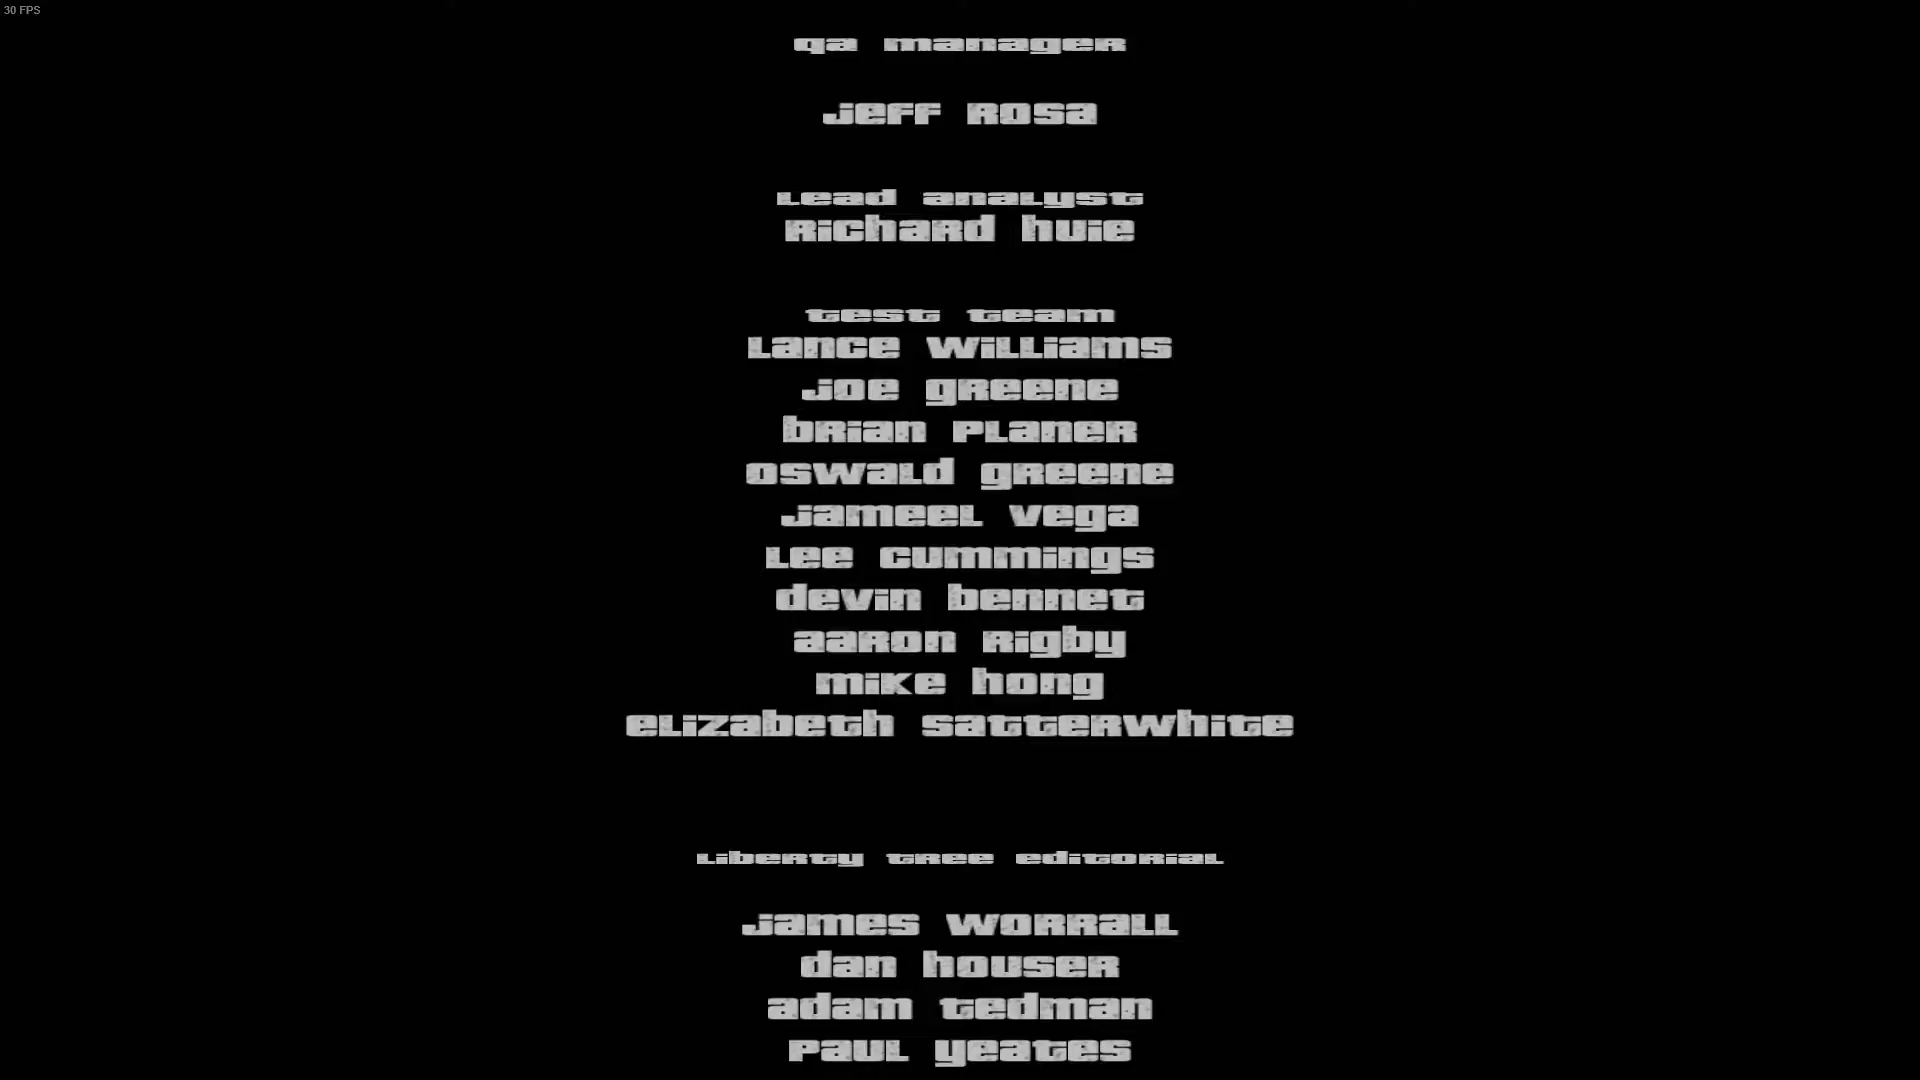 30 FPS
qa manager
Jeff Rosa
Lead analyst
Richard huie
test team
Lance Williams
Joe greene
Brian Planer
Oswald greene
Jameel Vega
Lee cummings
devin bennet
aaron Rigby
mike hong
elizabeth satterwhite
Liberty tree editorial
James Worrall
dan houser
adam tedman
Paul yeates